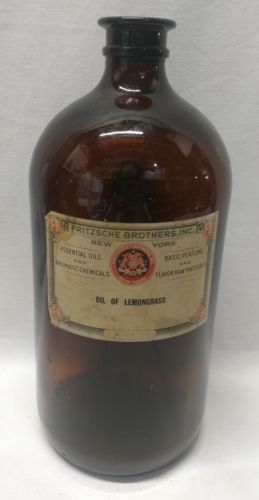 FRITZSCHE BROTHERS, INC.
NEW YORK
ESSENTIAL OILS
AND
AROMATIC CHEMICALS
BASIC PERFUME
AND
FLAVOR RAW MATERIALS
OIL OF LEMONGRASS